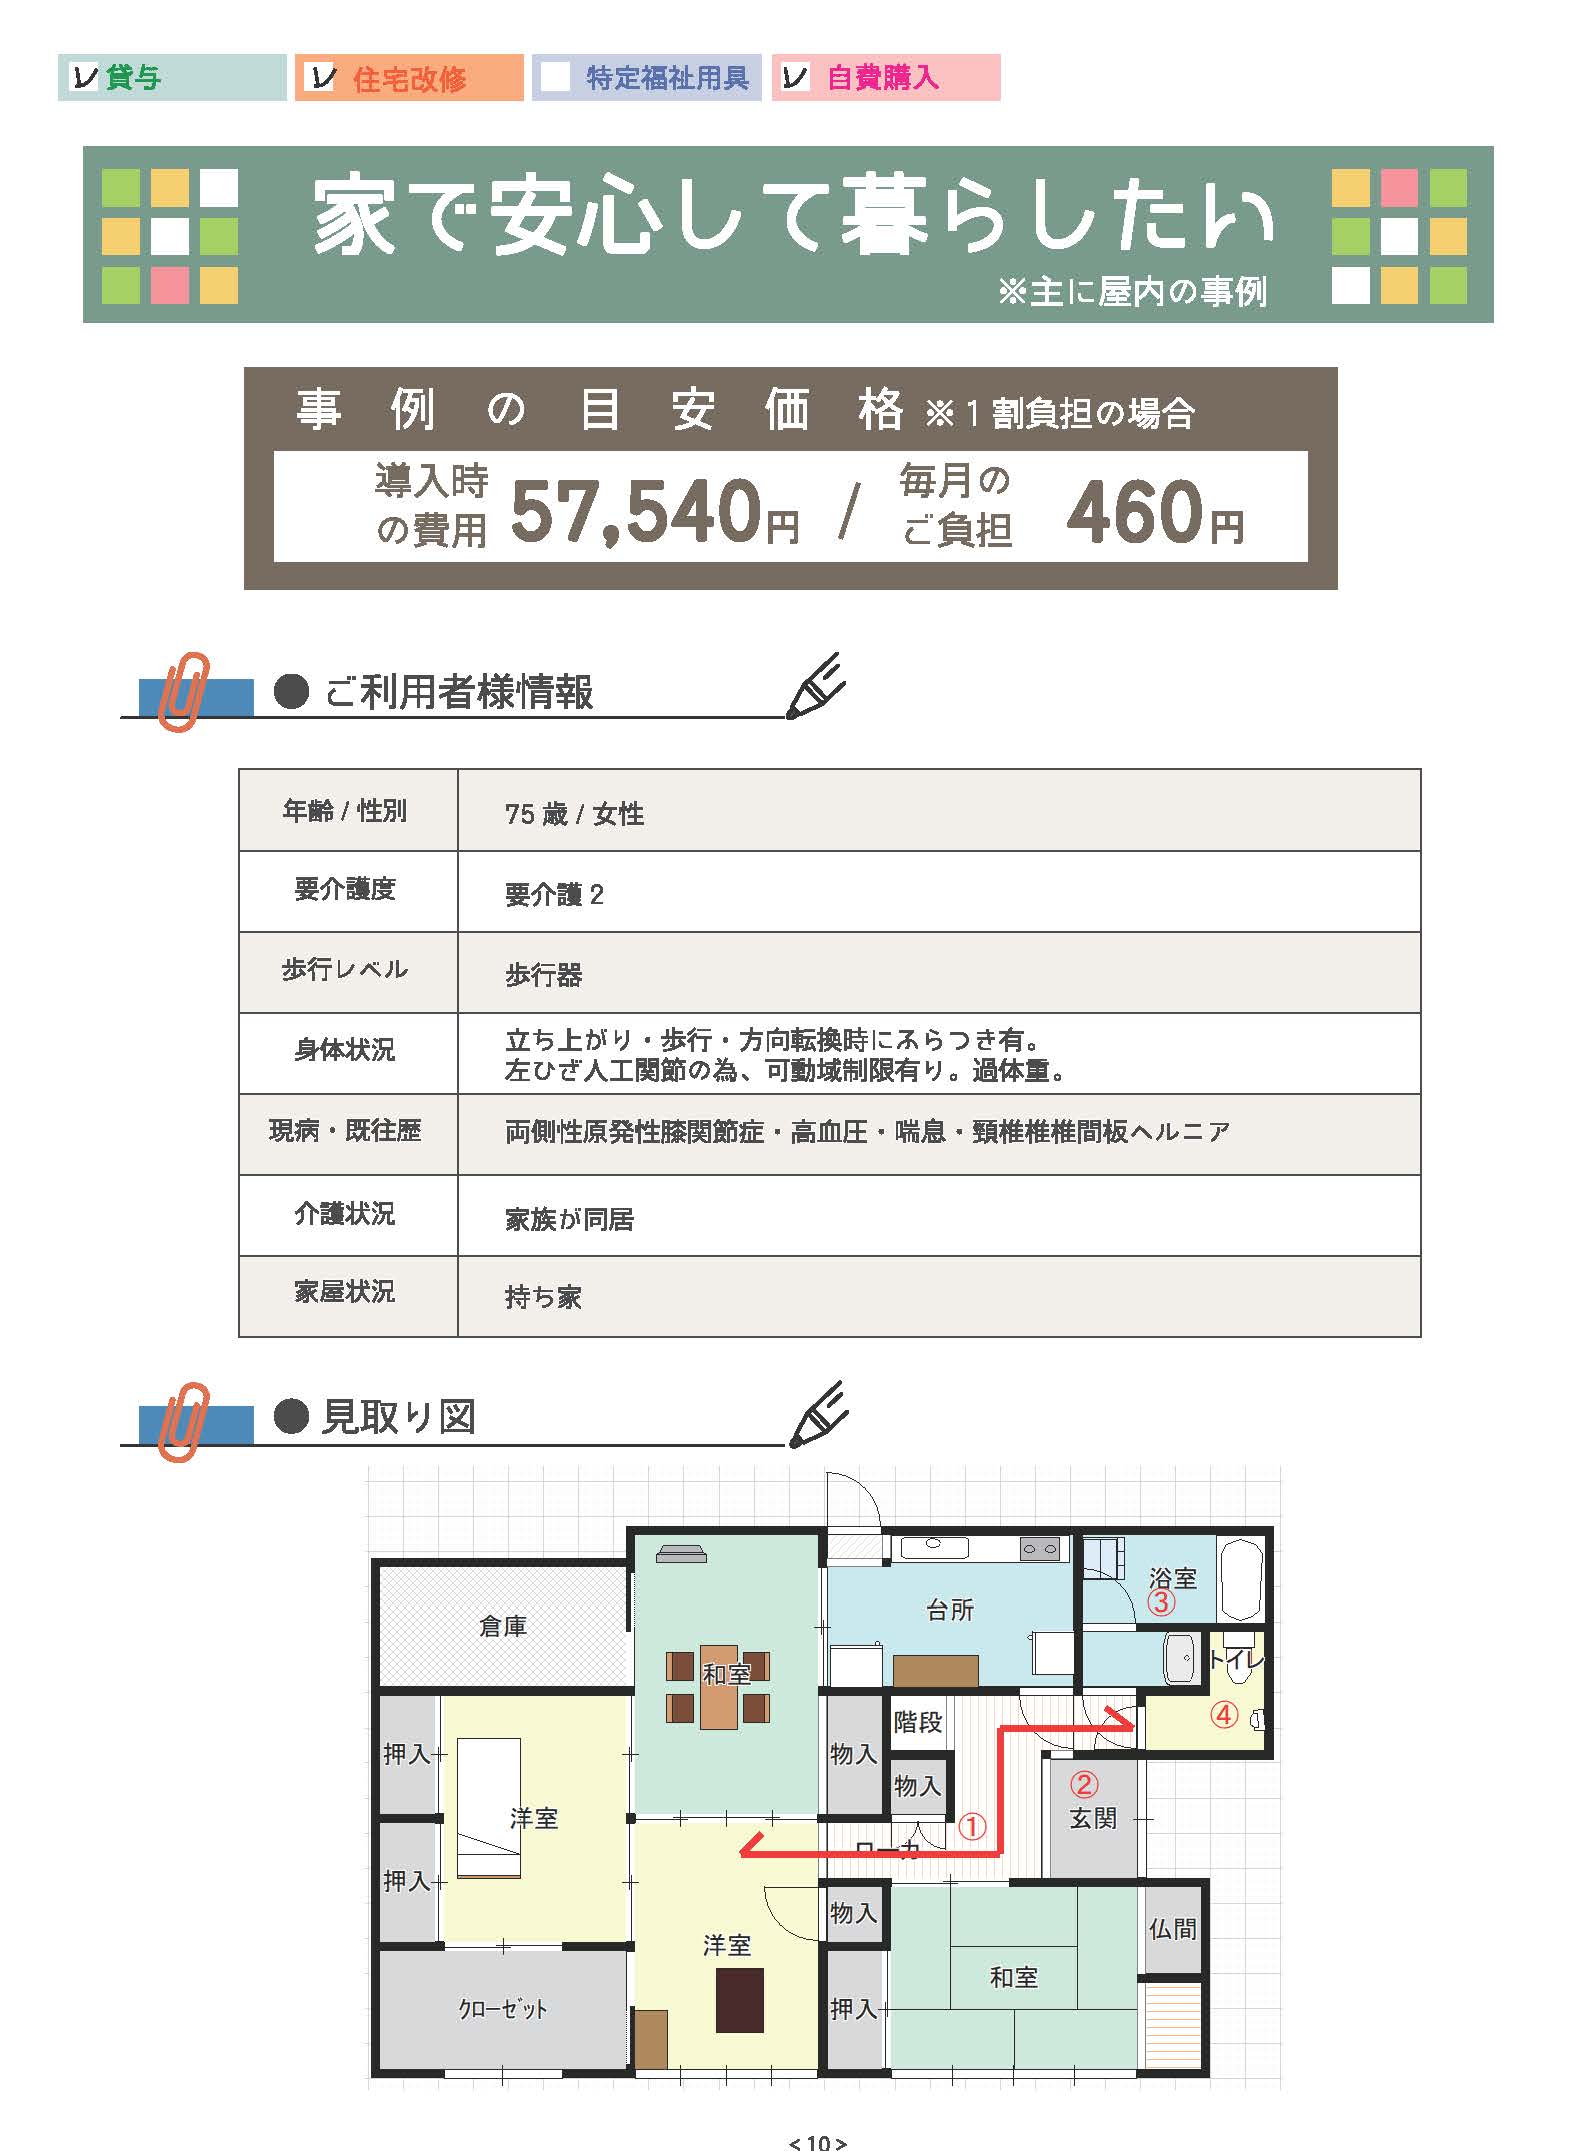 レ 貸与
レ 住宅改修
特定福祉用具
レ 自費購入
家で安心して暮らしたい
※主に屋内の事例
事例の目安価格 ※1割負担の場合
導入時の費用 57,540円 / 毎月のご負担 460円
● ご利用者様情報
年齢 / 性別 75 歳 / 女性
要介護度 要介護 2
歩行レベル 歩行器
身体状況 立ち上がり・歩行・方向転換時にふらつき有。
左ひざ人工関節の為、可動域制限有り。過体重。
現病・既往歴 両側性原発性膝関節症・高血圧・喘息・頸椎椎椎間板ヘルニア
介護状況 家族が同居
家屋状況 持ち家
● 見取り図
浴室
③
台所
倉庫
和室
トイレ
④
階段
押入
物入
物入
②
玄関
洋室
①
ローカ
押入
物入
仏間
洋室
和室
クローゼット
押入
<10>